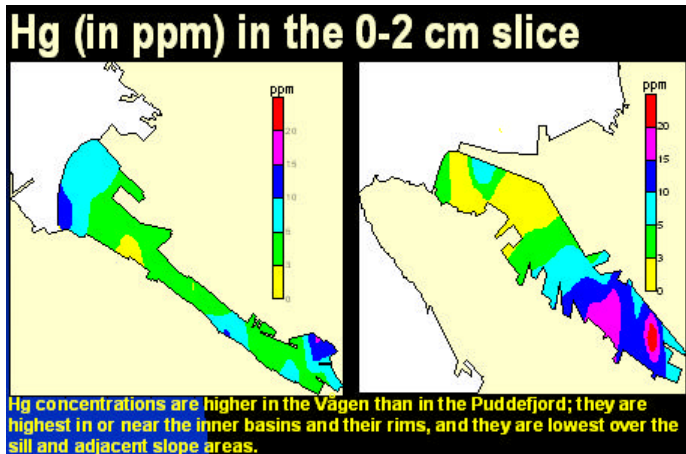 Hg (in ppm) in the 0-2 cm slice
ppm
20
15
10
5
3
0
ppm
20
15
10
5
3
0
Hg concentrations are higher in the Vågen than in the Puddefjord; they are
highest in or near the inner basins and their rims, and they are lowest over the
sill and adjacent slope areas.